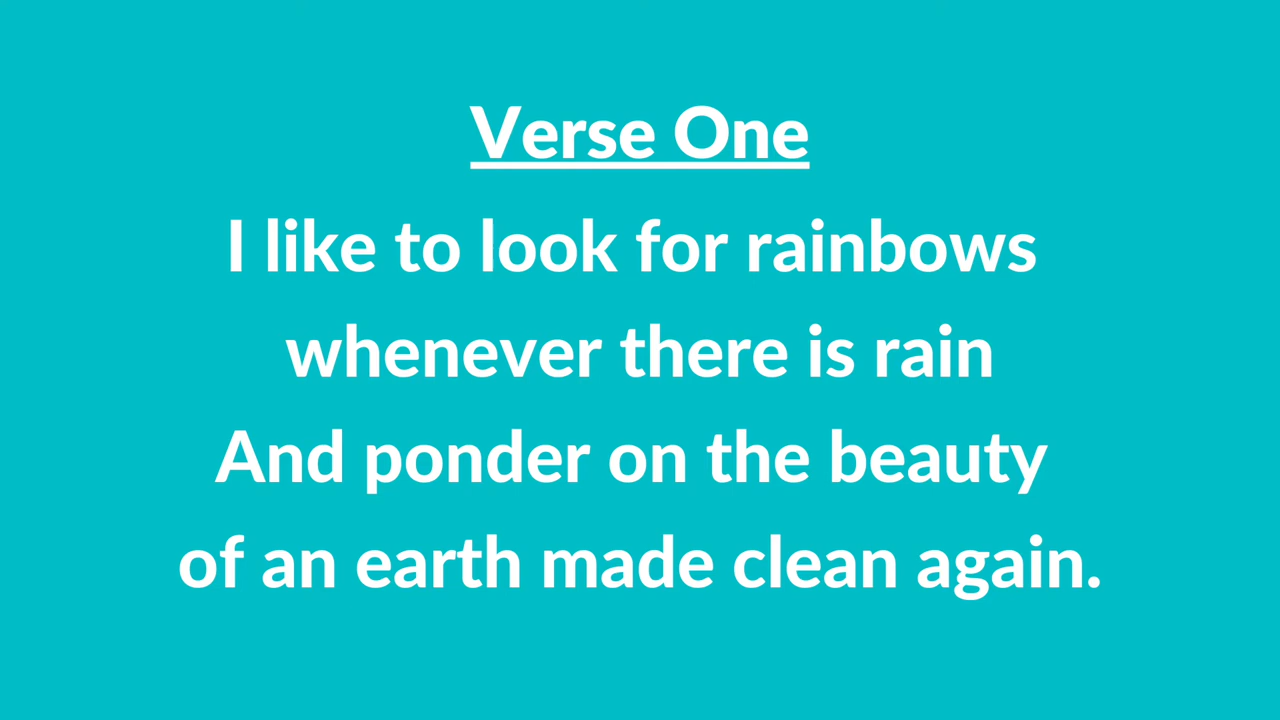 Verse One
I like to look for rainbows
whenever there is rain
And ponder on the beauty
of an earth made clean again.